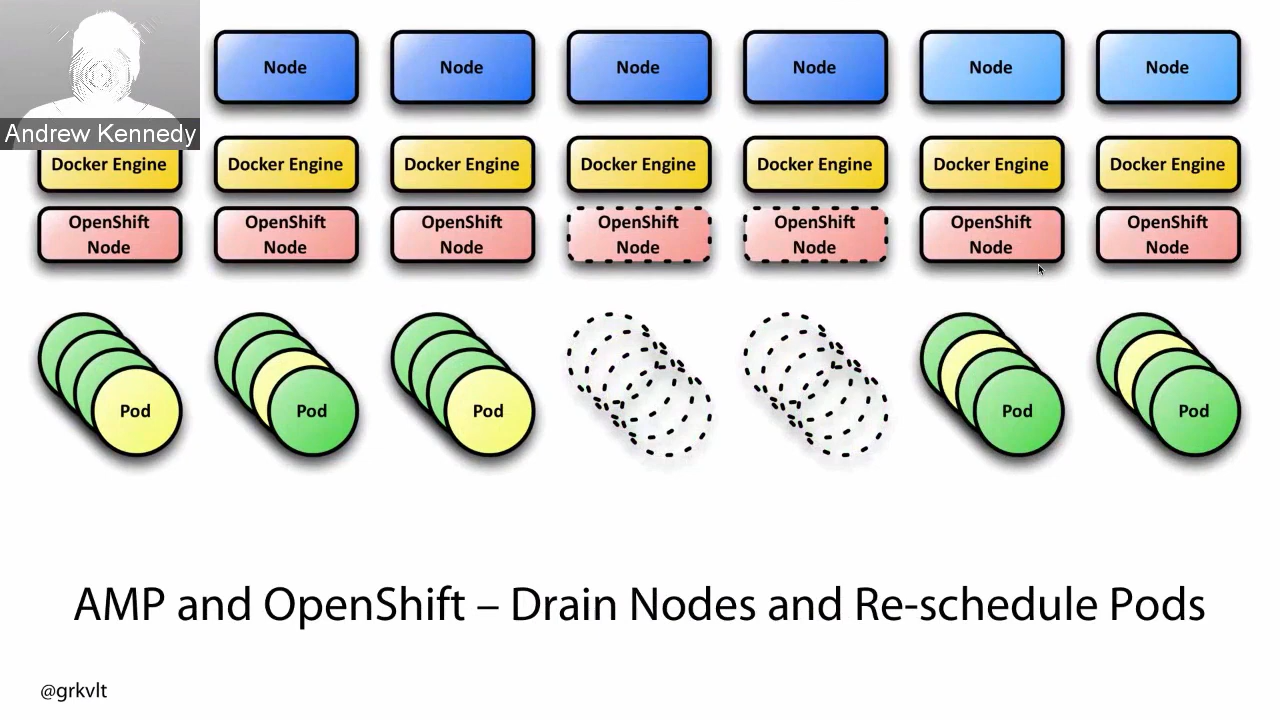 Node
Node
Node
Node
Node
Node
Andrew Kennedy
Docker Engine
Docker Engine
Docker Engine
Docker Engine
Docker Engine
Docker Engine
Docker Engine
OpenShift
Node
OpenShift
Node
OpenShift
Node
OpenShift
Node
OpenShift
Node
OpenShift
Node
OpenShift
Node
Pod
Pod
Pod
Pod
Pod
AMP and OpenShift – Drain Nodes and Re-schedule Pods
@grkvlt